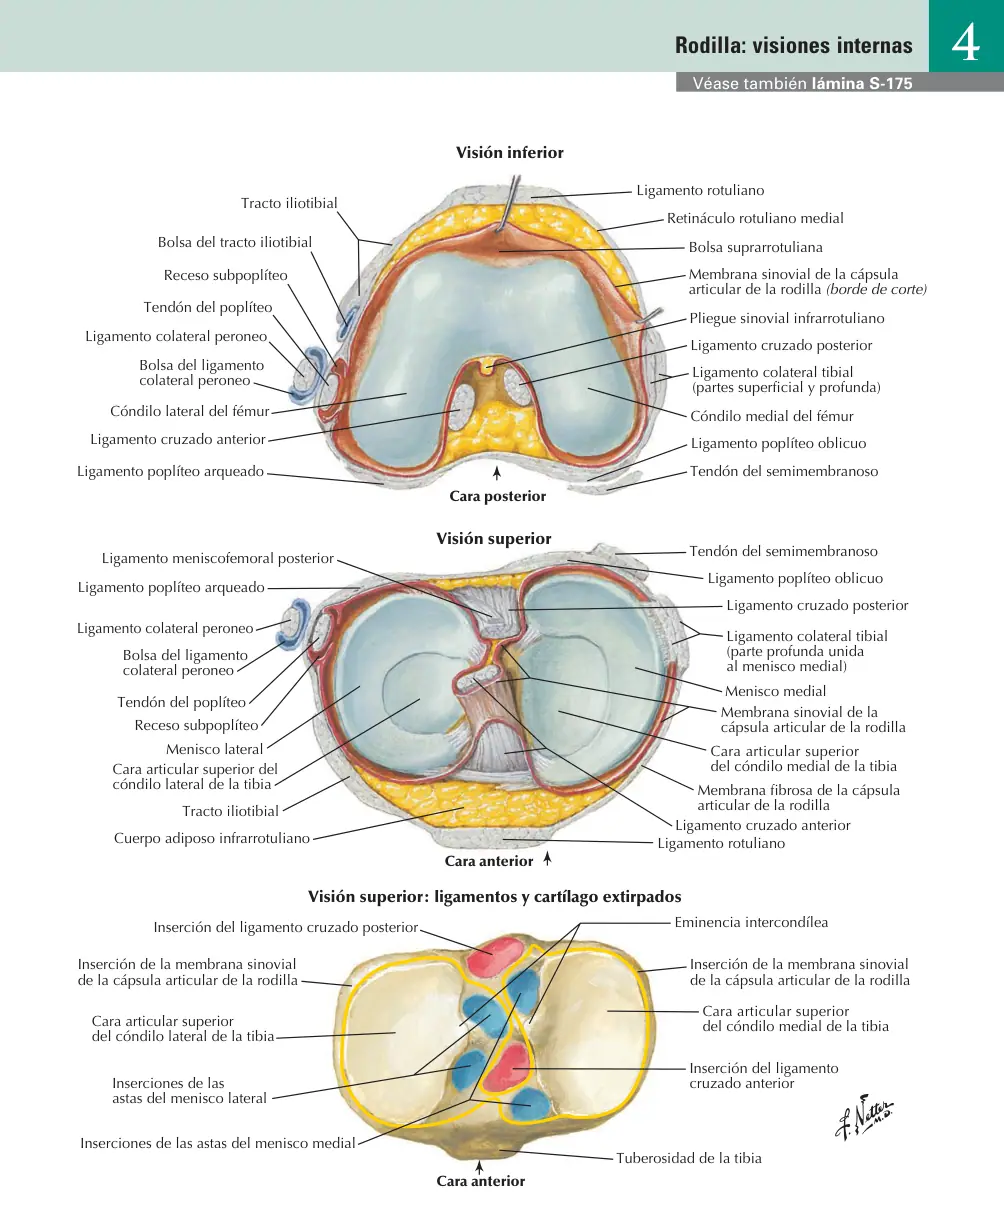 Rodilla: visiones internas
4
Véase también lámina S-175
Visión inferior
Tracto iliotibial
Bolsa del tracto iliotibial
Receso subpoplíteo
Tendón del poplíteo
Ligamento colateral peroneo
Bolsa del ligamento
colateral peroneo
Cóndilo lateral del fémur
Ligamento cruzado anterior
Ligamento poplíteo arqueado
Ligamento rotuliano
Retináculo rotuliano medial
Bolsa suprarrotuliana
Membrana sinovial de la cápsula
articular de la rodilla (borde de corte)
Pliegue sinovial infrarrotuliano
Ligamento cruzado posterior
Ligamento colateral tibial
(partes superficial y profunda)
Cóndilo medial del fémur
Ligamento poplíteo oblicuo
Tendón del semimembranoso
Cara posterior
Visión superior
Ligamento meniscofemoral posterior
Ligamento poplíteo arqueado
Ligamento colateral peroneo
Bolsa del ligamento
colateral peroneo
Tendón del poplíteo
Receso subpoplíteo
Menisco lateral
Cara articular superior del
cóndilo lateral de la tibia
Tracto iliotibial
Cuerpo adiposo infrarrotuliano
Tendón del semimembranoso
Ligamento poplíteo oblicuo
Ligamento cruzado posterior
Ligamento colateral tibial
(parte profunda unida
al menisco medial)
Menisco medial
Membrana sinovial de la
cápsula articular de la rodilla
Cara articular superior
del cóndilo medial de la tibia
Membrana fibrosa de la cápsula
articular de la rodilla
Ligamento cruzado anterior
Ligamento rotuliano
Cara anterior
Visión superior: ligamentos y cartílago extirpados
Inserción del ligamento cruzado posterior
Inserción de la membrana sinovial
de la cápsula articular de la rodilla
Cara articular superior
del cóndilo lateral de la tibia
Inserciones de las
astas del menisco lateral
Inserciones de las astas del menisco medial
Eminencia intercondílea
Inserción de la membrana sinovial
de la cápsula articular de la rodilla
Cara articular superior
del cóndilo medial de la tibia
Inserción del ligamento
cruzado anterior
Tuberosidad de la tibia
Cara anterior
F. Netter
M.D.